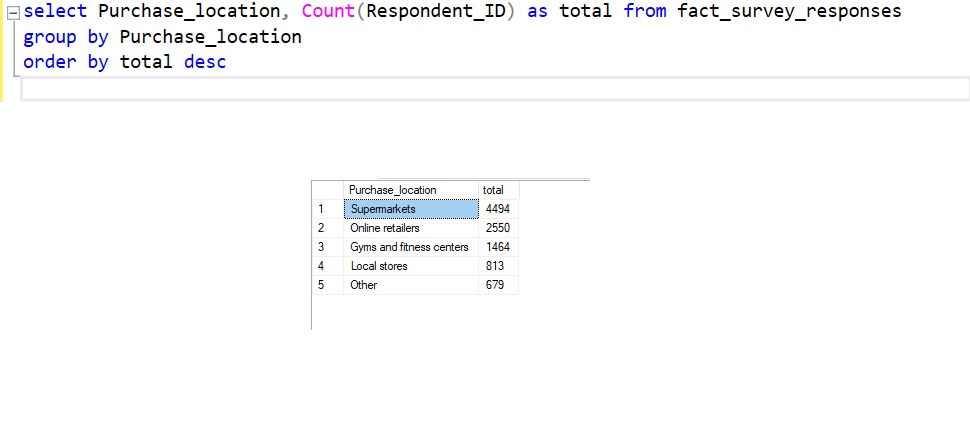 select Purchase_location, Count(Respondent_ID) as total from fact_survey_responses
group by Purchase_location
order by total desc
Purchase_location total
1 Supermarkets 4494
2 Online retailers 2550
3 Gyms and fitness centers 1464
4 Local stores 813
5 Other 679